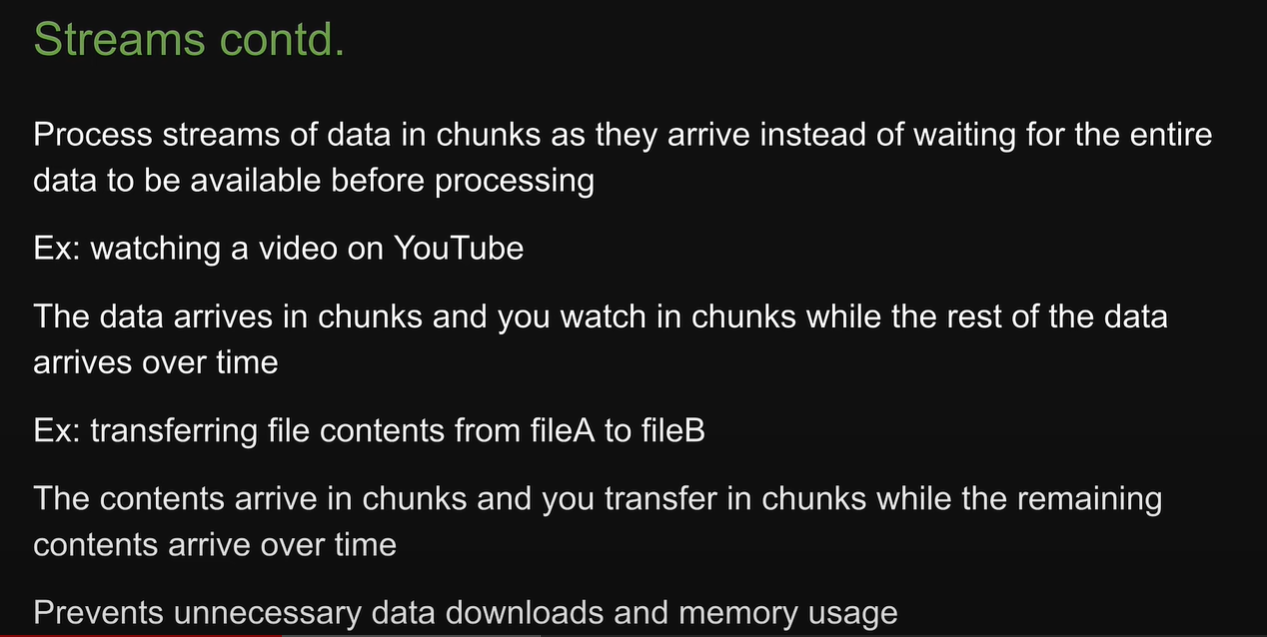 Streams contd.
Process streams of data in chunks as they arrive instead of waiting for the entire
data to be available before processing
Ex: watching a video on YouTube
The data arrives in chunks and you watch in chunks while the rest of the data
arrives over time
Ex: transferring file contents from fileA to fileB
The contents arrive in chunks and you transfer in chunks while the remaining
contents arrive over time
Prevents unnecessary data downloads and memory usage